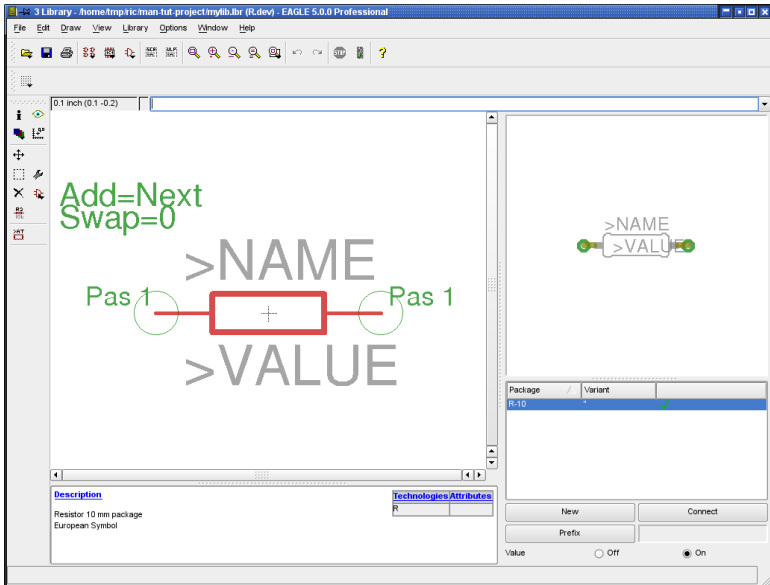 3 Library - /home/tmp/ric/man-tut-project/mylib.lbr (R.dev) - EAGLE 5.0.0 Professional
File Edit Draw View Library Options Window Help
0.1 inch (0.1 -0.2)
Add=Next
Swap=0
>NAME
Pas 1 Pas 1
>VALUE
>NAME
>VALUE
Package Variant
R-10 "
Description
Resistor 10 mm package
European Symbol
Technologies Attributes
R
New Connect
Prefix
Value Off On